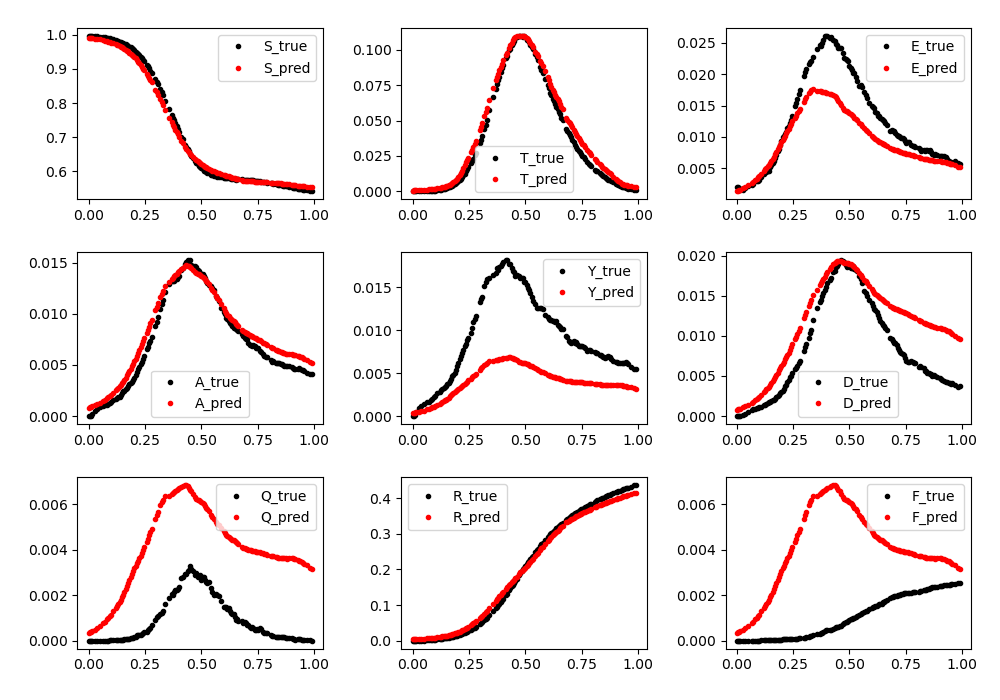 1.0
0.9
0.8
0.7
0.6
0.00 0.25 0.50 0.75 1.00
S_true
S_pred
0.100
0.075
0.050
0.025
0.000
0.00 0.25 0.50 0.75 1.00
T_true
T_pred
0.025
0.020
0.015
0.010
0.005
0.00 0.25 0.50 0.75 1.00
E_true
E_pred
0.015
0.010
0.005
0.000
0.00 0.25 0.50 0.75 1.00
A_true
A_pred
0.015
0.010
0.005
0.000
0.00 0.25 0.50 0.75 1.00
Y_true
Y_pred
0.020
0.015
0.010
0.005
0.000
0.00 0.25 0.50 0.75 1.00
D_true
D_pred
0.006
0.004
0.002
0.000
0.00 0.25 0.50 0.75 1.00
Q_true
Q_pred
0.4
0.3
0.2
0.1
0.0
0.00 0.25 0.50 0.75 1.00
R_true
R_pred
0.006
0.004
0.002
0.000
0.00 0.25 0.50 0.75 1.00
F_true
F_pred